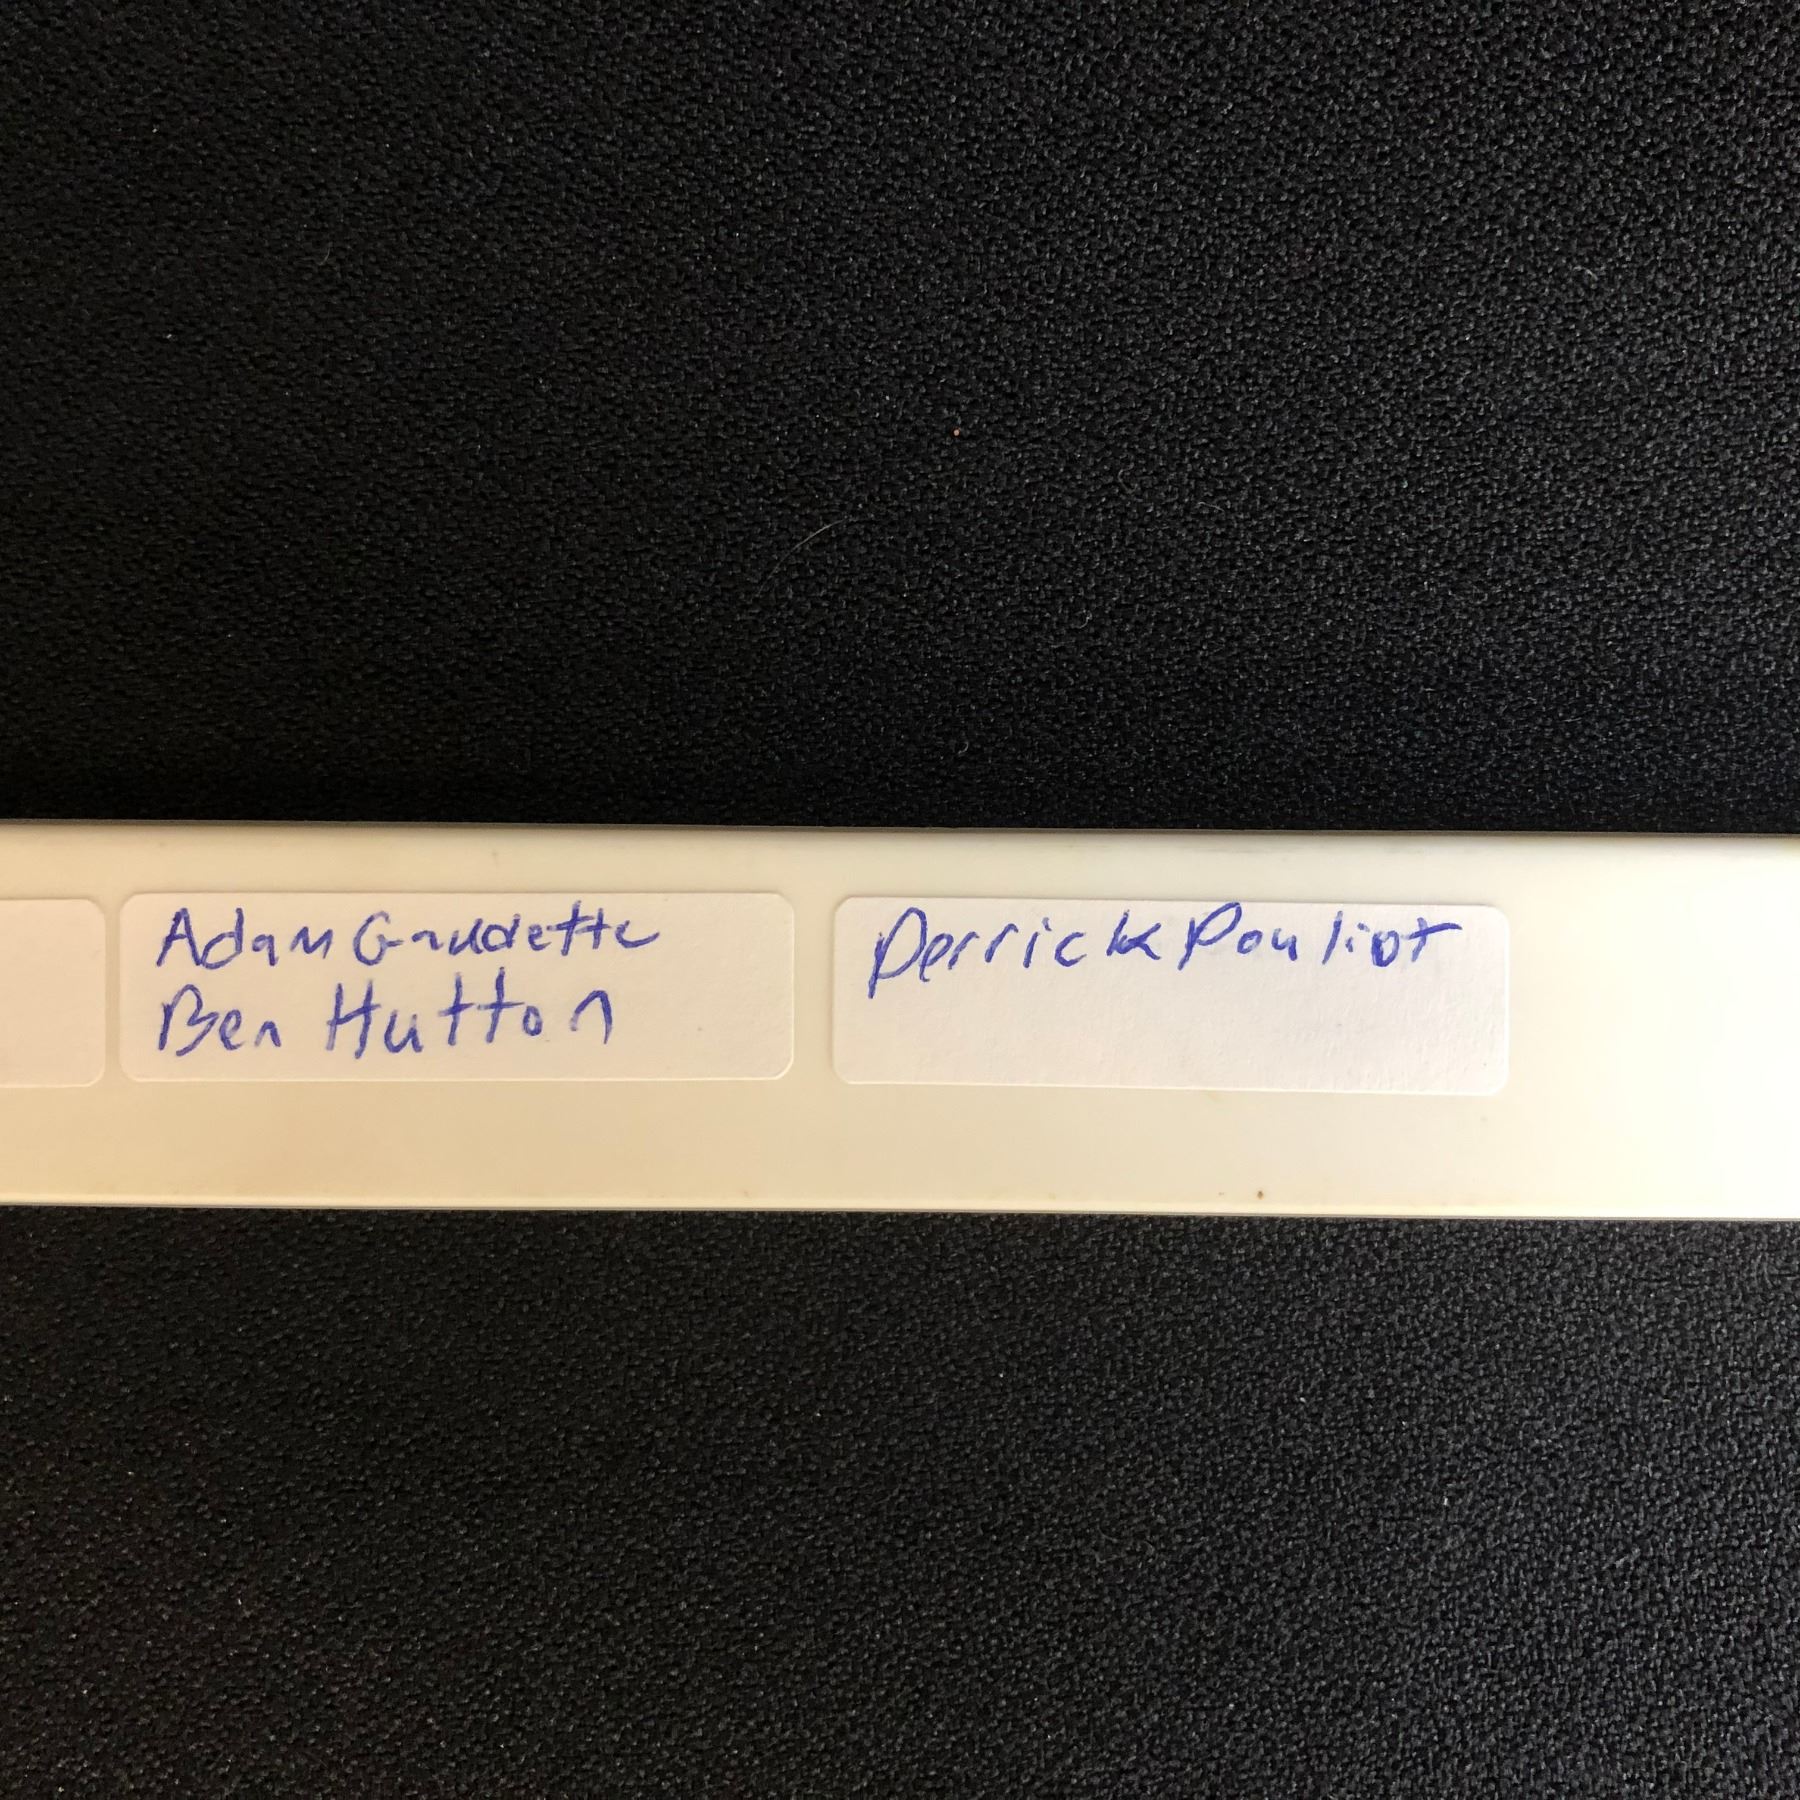 Adam Gaudette
Ben Hutton
Derrick Pouliot